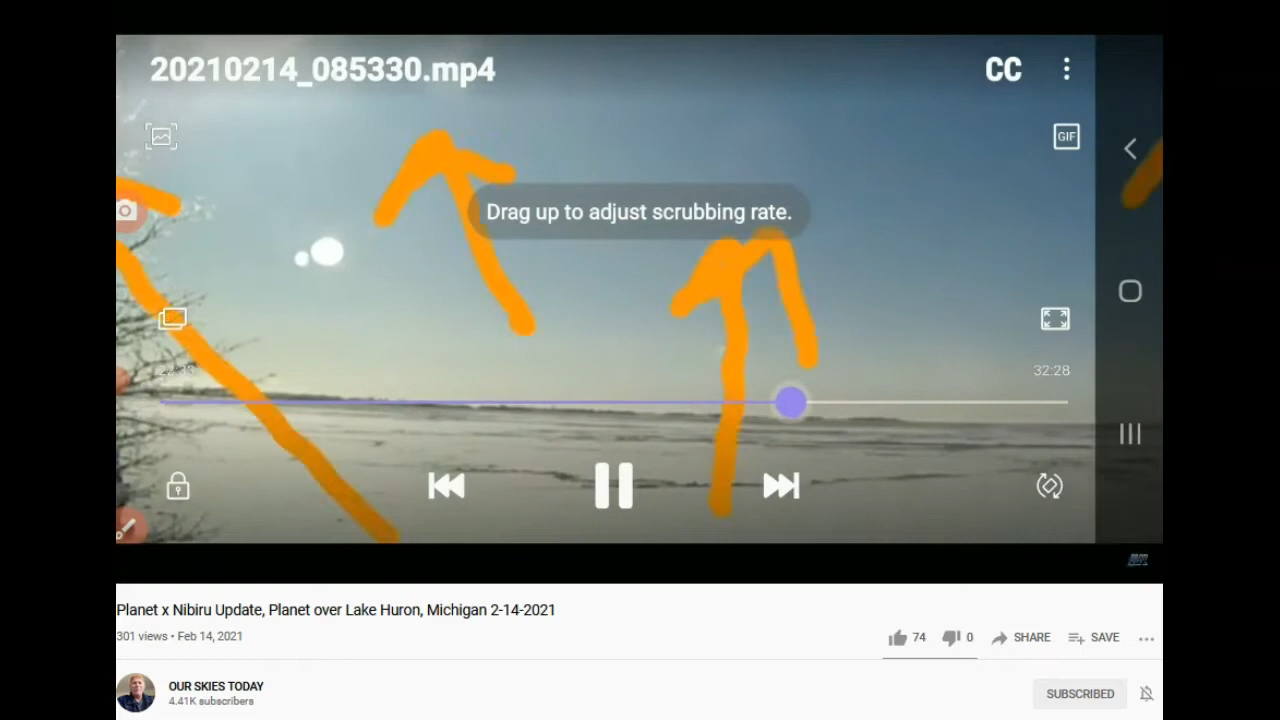 20210214_085330.mp4
CC
GIF
Drag up to adjust scrubbing rate.
32:28
Planet x Nibiru Update, Planet over Lake Huron, Michigan 2-14-2021
301 views • Feb 14, 2021
74
0
SHARE
SAVE
OUR SKIES TODAY
4.41K subscribers
SUBSCRIBED